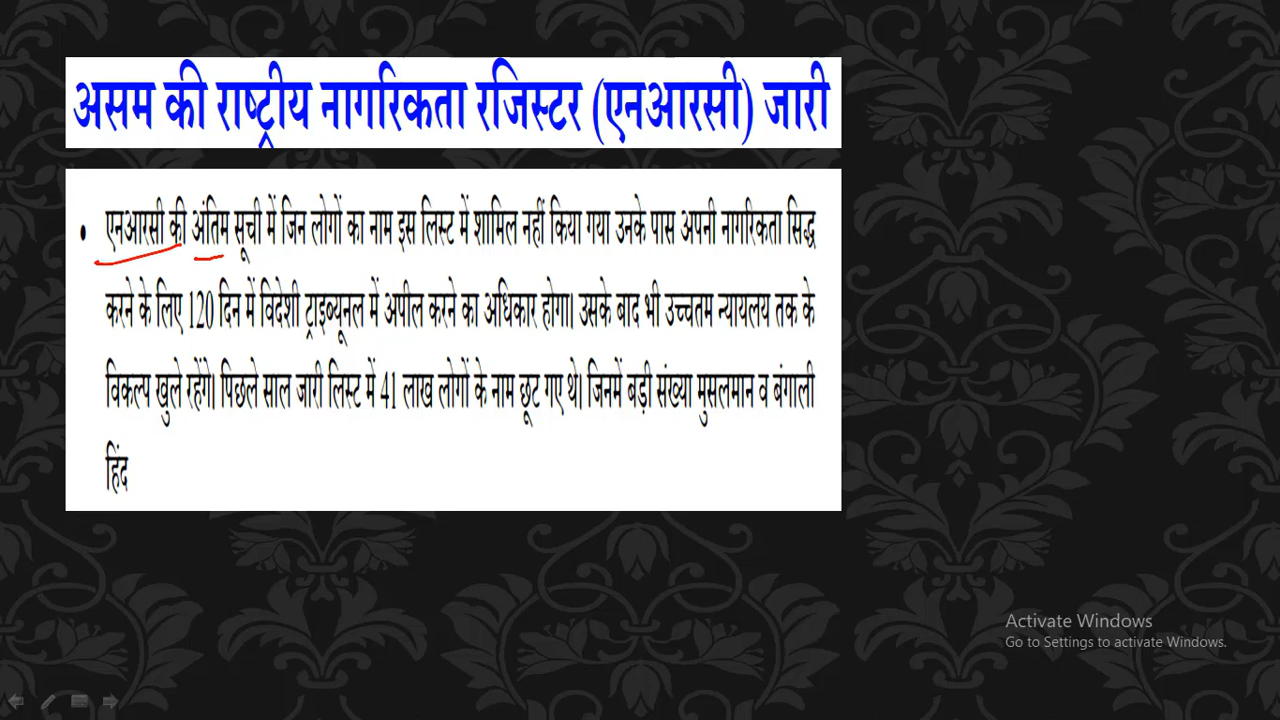 असम की राष्ट्रीय नागरिकता रजिस्टर (एनआरसी) जारी
• एनआरसी की अंतिम सूची में जिन लोगों का नाम इस लिस्ट में शामिल नहीं किया गया उनके पास अपनी नागरिकता सिद्ध
करने के लिए 120 दिन में विदेशी ट्राइब्यूनल में अपील करने का अधिकार होगा। उसके बाद भी उच्चतम न्यायलय तक के
विकल्प खुले रहेंगे। पिछले साल जारी लिस्ट में 41 लाख लोगों के नाम छूट गए थे। जिनमें बड़ी संख्या मुसलमान व बंगाली
हिंद
Activate Windows
Go to Settings to activate Windows.